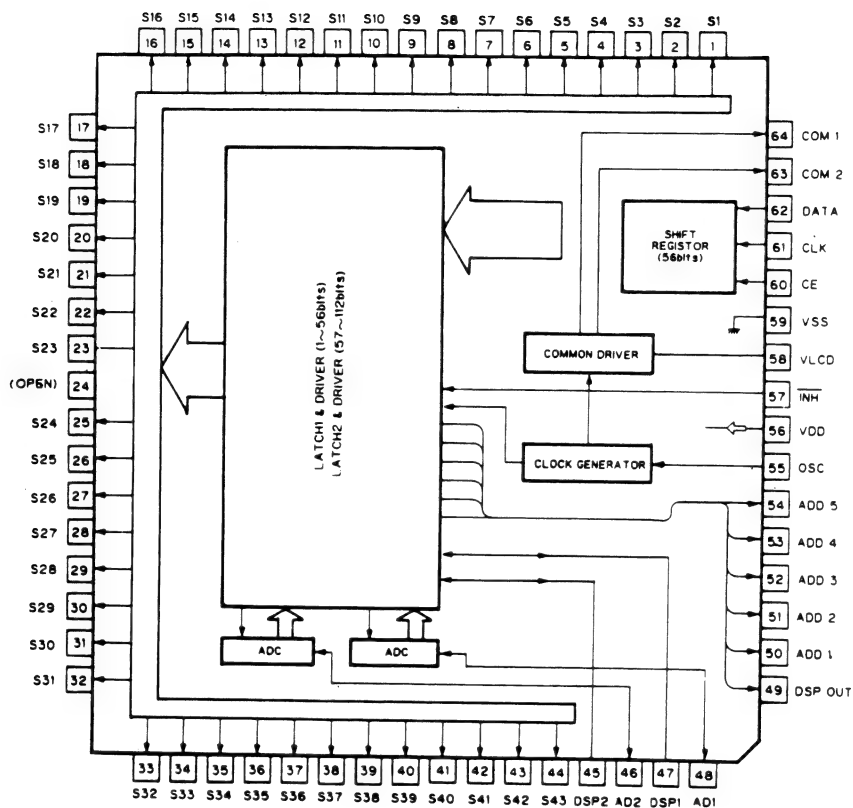 S16 S15 S14 S13 S12 S11 S10 S9 S8 S7 S6 S5 S4 S3 S2 S1
16 15 14 13 12 11 10 9 8 7 6 5 4 3 2 1
S17 17
S18 18
S19 19
S20 20
S21 21
S22 22
S23 23
(OPEN) 24
S24 25
S25 26
S26 27
S27 28
S28 29
S29 30
S30 31
S31 32
LATCH1 & DRIVER (1~56bits)
LATCH2 & DRIVER (57~112bits)
ADC
ADC
SHIFT
REGISTOR
(56bits)
COMMON DRIVER
CLOCK GENERATOR
64 COM 1
63 COM 2
62 DATA
61 CLK
60 CE
59 VSS
58 VLCD
57 INH
56 VDD
55 OSC
54 ADD 5
53 ADD 4
52 ADD 3
51 ADD 2
50 ADD 1
49 DSP OUT
33 34 35 36 37 38 39 40 41 42 43 44 45 46 47 48
S32 S33 S34 S35 S36 S37 S38 S39 S40 S41 S42 S43 DSP2 AD2 DSP1 AD1